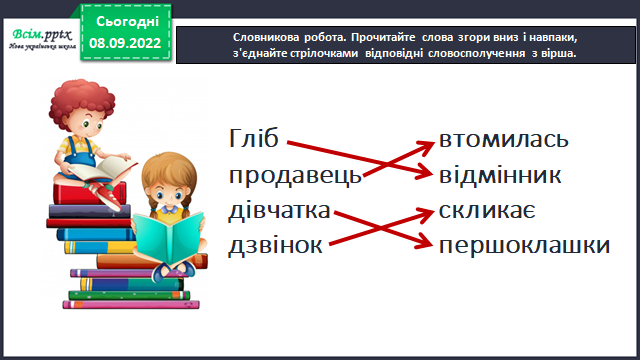 Всім.pptx
Нова українська школа
Сьогодні
08.09.2022
Словникова робота. Прочитайте слова згори вниз і навпаки,
з'єднайте стрілочками відповідні словосполучення з вірша.
Гліб втомилась
продавець відмінник
дівчатка скликає
дзвінок першоклашки